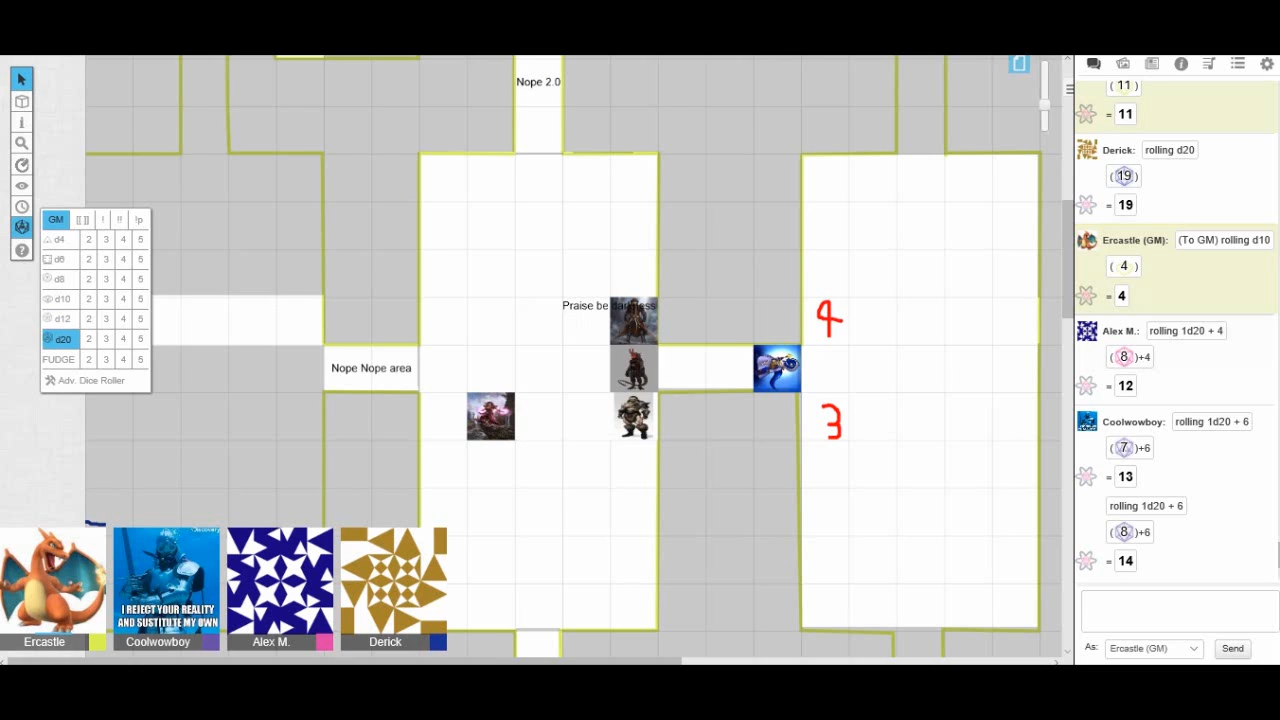 Nope 2.0
Praise be darkness
Nope Nope area
4
3
GM [[ ]] ! !! !p
d4 2 3 4 5
d6 2 3 4 5
d8 2 3 4 5
d10 2 3 4 5
d12 2 3 4 5
d20 2 3 4 5
FUDGE 2 3 4 5
Adv. Dice Roller
I REJECT YOUR REALITY
AND SUSTITUTE MY OWN
Ercastle
Coolwowboy
Alex M.
Derick
( 11 )
= 11
Derick: rolling d20
(19)
= 19
Ercastle (GM): (To GM) rolling d10
( 4 )
= 4
Alex M.: rolling 1d20 + 4
(8)+4
= 12
Coolwowboy: rolling 1d20 + 6
(7)+6
= 13
rolling 1d20 + 6
(8)+6
= 14
As: Ercastle (GM) Send